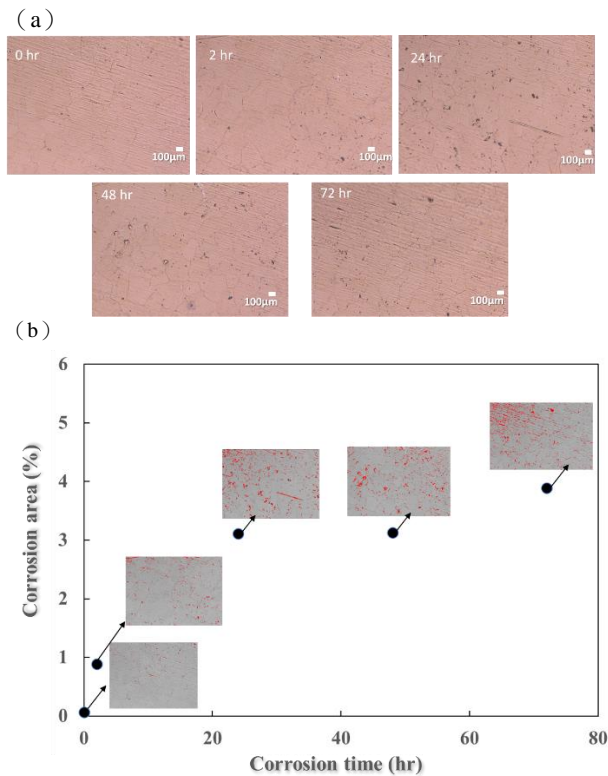 （a）
0 hr
100μm
2 hr
100μm
24 hr
100μm
48 hr
100μm
72 hr
100μm
（b）
6
5
4
3
2
1
0
Corrosion area (%)
0
20
40
60
80
Corrosion time (hr)